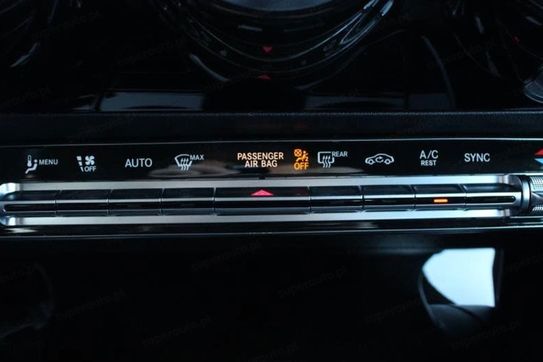 MENU
OFF
AUTO
MAX
PASSENGER
AIR BAG
OFF
REAR
A/C
REST
SYNC